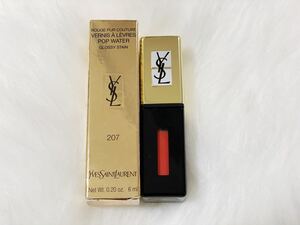 ROUGE PUR COUTURE
VERNIS À LÈVRES
POP WATER
GLOSSY STAIN
YSL
207
YVESSAINTLAURENT
Net Wt. 0.20 oz. 6 ml
YSL